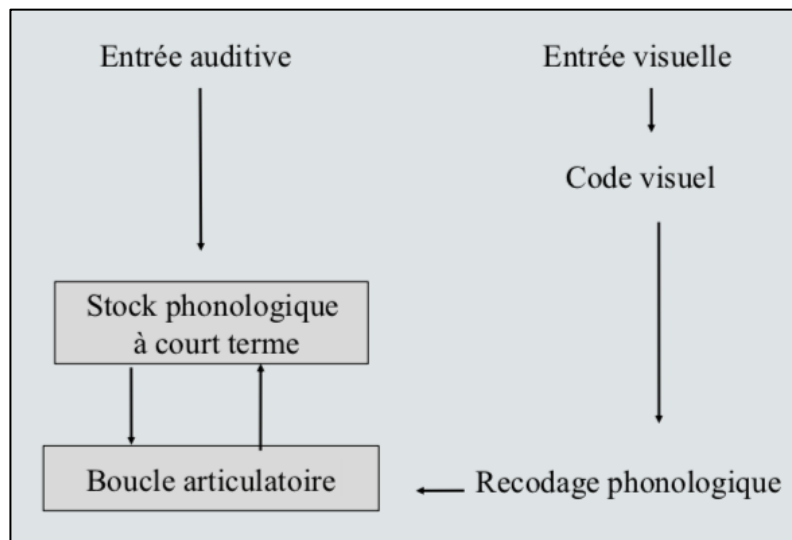 Entrée auditive
Entrée visuelle
Code visuel
Stock phonologique
à court terme
Boucle articulatoire
Recodage phonologique